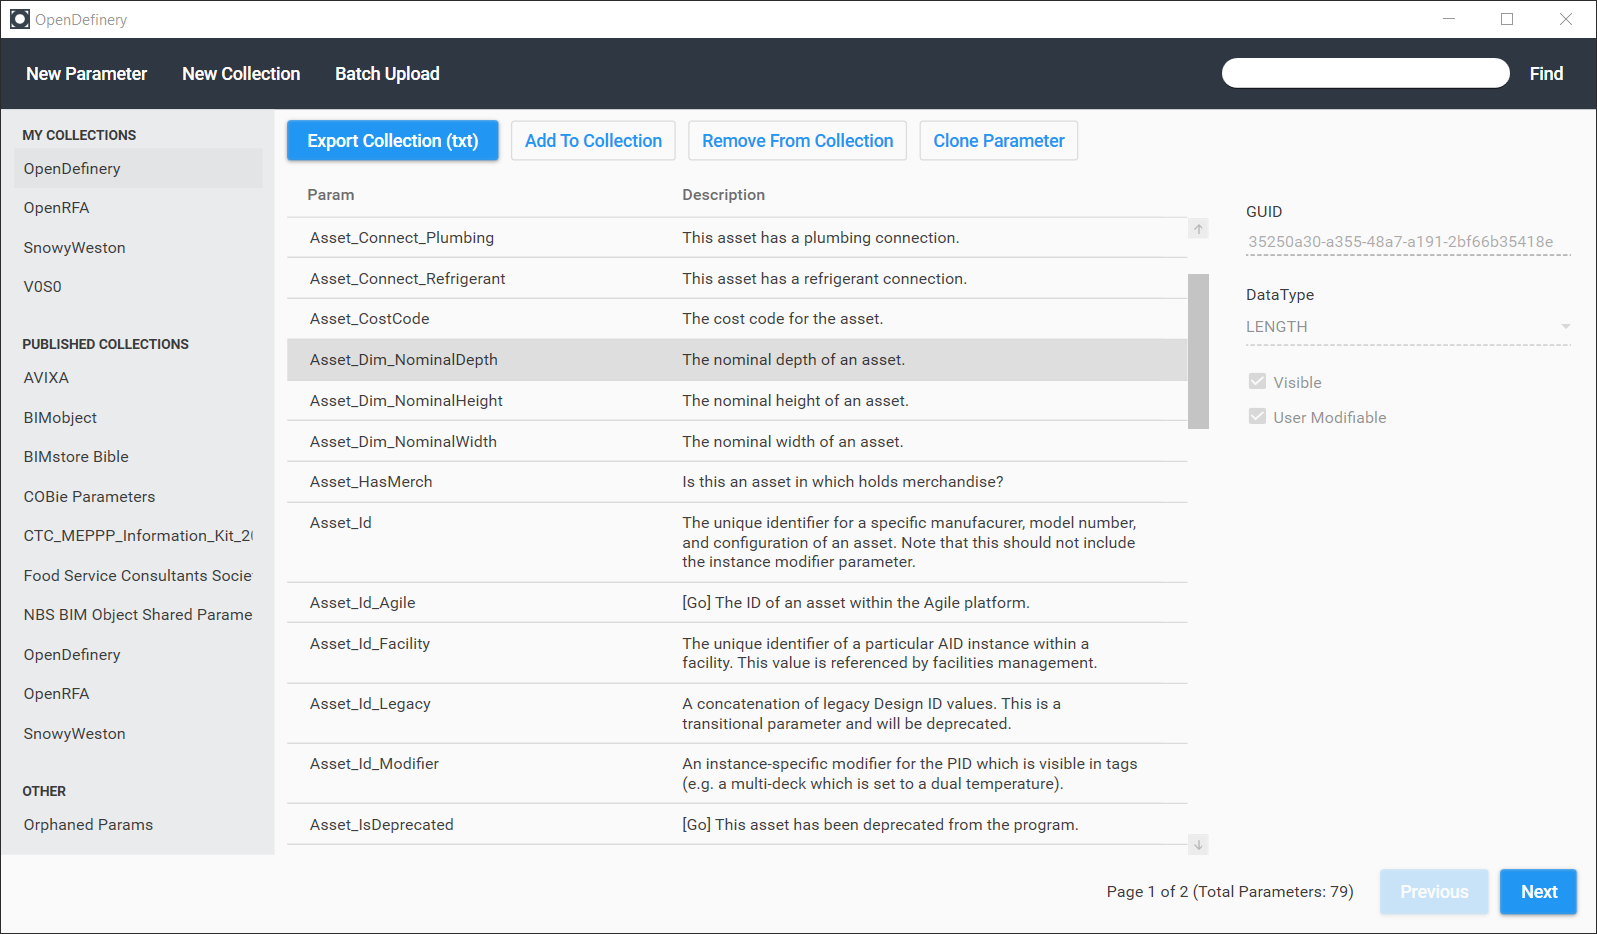 OpenDefinery
New Parameter
New Collection
Batch Upload
Find
MY COLLECTIONS
OpenDefinery
OpenRFA
SnowyWeston
V0S0
PUBLISHED COLLECTIONS
AVIXA
BIMobject
BIMstore Bible
COBie Parameters
CTC_MEPPP_Information_Kit_20
Food Service Consultants Societ
NBS BIM Object Shared Parame
OpenDefinery
OpenRFA
SnowyWeston
OTHER
Orphaned Params
Export Collection (txt)
Add To Collection
Remove From Collection
Clone Parameter
Param
Description
Asset_Connect_Plumbing
This asset has a plumbing connection.
Asset_Connect_Refrigerant
This asset has a refrigerant connection.
Asset_CostCode
The cost code for the asset.
Asset_Dim_NominalDepth
The nominal depth of an asset.
Asset_Dim_NominalHeight
The nominal height of an asset.
Asset_Dim_NominalWidth
The nominal width of an asset.
Asset_HasMerch
Is this an asset in which holds merchandise?
Asset_Id
The unique identifier for a specific manufacurer, model number,
and configuration of an asset. Note that this should not include
the instance modifier parameter.
Asset_Id_Agile
[Go] The ID of an asset within the Agile platform.
Asset_Id_Facility
The unique identifier of a particular AID instance within a
facility. This value is referenced by facilities management.
Asset_Id_Legacy
A concatenation of legacy Design ID values. This is a
transitional parameter and will be deprecated.
Asset_Id_Modifier
An instance-specific modifier for the PID which is visible in tags
(e.g. a multi-deck which is set to a dual temperature).
Asset_IsDeprecated
[Go] This asset has been deprecated from the program.
GUID
35250a30-a355-48a7-a191-2bf66b35418e
DataType
LENGTH
Visible
User Modifiable
Page 1 of 2 (Total Parameters: 79)
Previous
Next